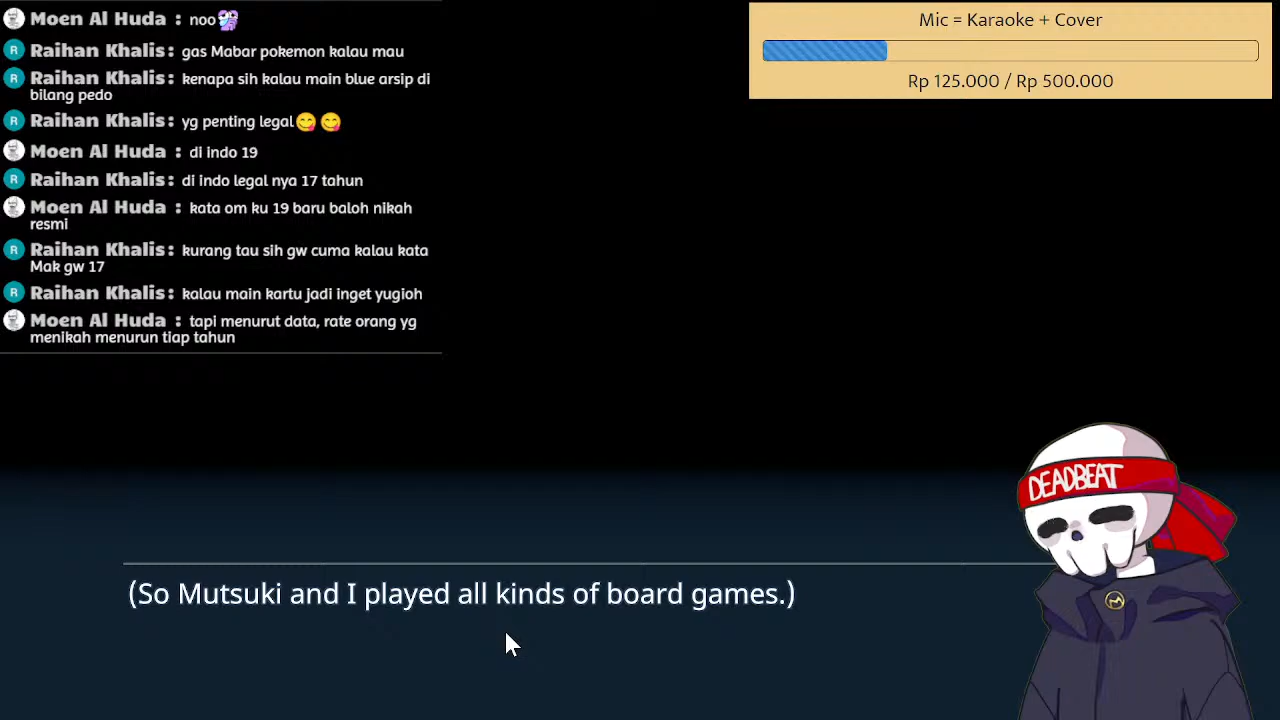 Moen Al Huda : noo
Raihan Khalis: gas Mabar pokemon kalau mau
Raihan Khalis: kenapa sih kalau main blue arsip di
bilang pedo
Raihan Khalis: yg penting legal😋 😋
Moen Al Huda : di indo 19
Raihan Khalis: di indo legal nya 17 tahun
Moen Al Huda : kata om ku 19 baru baloh nikah
resmi
Raihan Khalis: kurang tau sih gw cuma kalau kata
Mak gw 17
Raihan Khalis: kalau main kartu jadi inget yugioh
Moen Al Huda : tapi menurut data, rate orang yg
menikah menurun tiap tahun
Mic = Karaoke + Cover
Rp 125.000 / Rp 500.000
DEADBEAT
(So Mutsuki and I played all kinds of board games.)